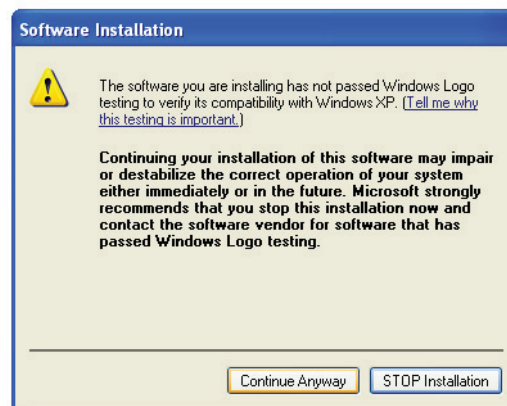 Software Installation
The software you are installing has not passed Windows Logo
testing to verify its compatibility with Windows XP. (Tell me why
this testing is important.)
Continuing your installation of this software may impair
or destabilize the correct operation of your system
either immediately or in the future. Microsoft strongly
recommends that you stop this installation now and
contact the software vendor for software that has
passed Windows Logo testing.
Continue Anyway
STOP Installation